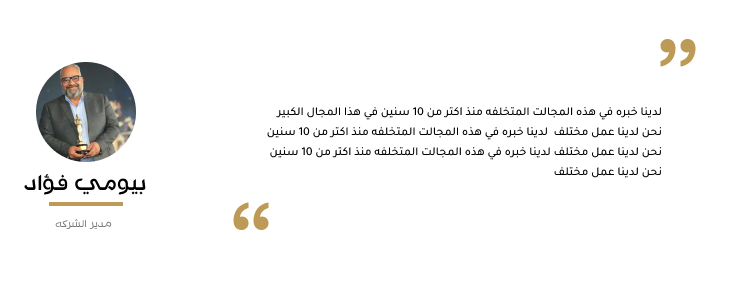 لدينا خبره في هذه المجالت المتخلفه منذ اكثر من 10 سنين في هذا المجال الكبير
نحن لدينا عمل مختلف لدينا خبره في هذه المجالات المتخلفه منذ اكثر من 10 سنين
نحن لدينا عمل مختلف لدينا خبره في هذه المجالات المتخلفه منذ اكثر من 10 سنين
نحن لدينا عمل مختلف
بيومي فؤاد
مدير الشركه